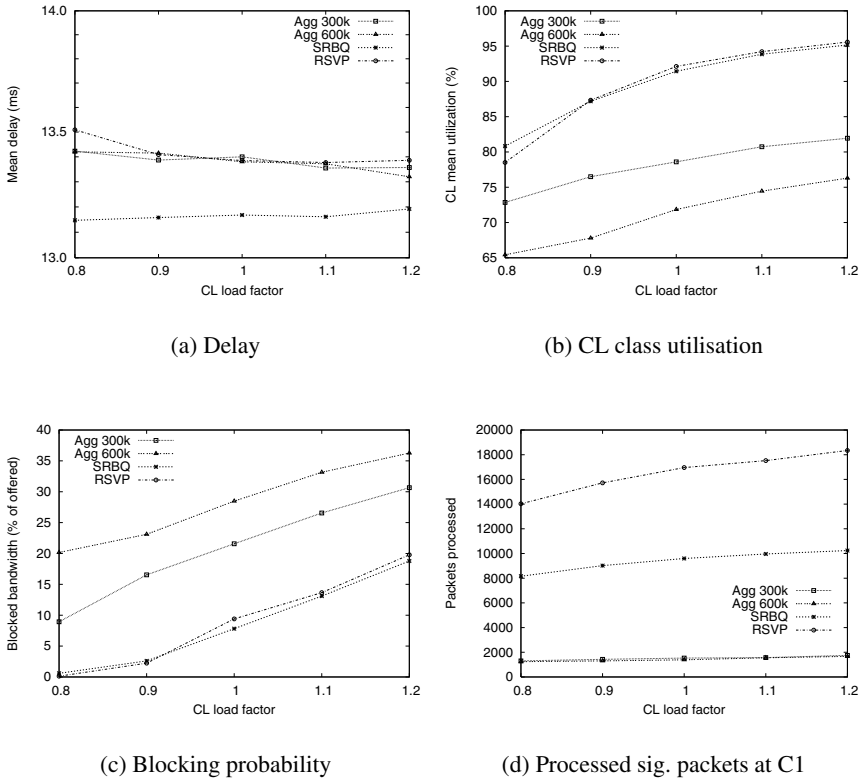 14.0
13.5
13.0
0.8 0.9 1 1.1 1.2
Mean delay (ms)
CL load factor
Agg 300k
Agg 600k
SRBQ
RSVP
(a) Delay
100
95
90
85
80
75
70
65
0.8 0.9 1 1.1 1.2
CL mean utilization (%)
CL load factor
Agg 300k
Agg 600k
SRBQ
RSVP
(b) CL class utilisation
40
35
30
25
20
15
10
5
0
0.8 0.9 1 1.1 1.2
Blocked bandwidth (% of offered)
CL load factor
Agg 300k
Agg 600k
SRBQ
RSVP
(c) Blocking probability
20000
18000
16000
14000
12000
10000
8000
6000
4000
2000
0
0.8 0.9 1 1.1 1.2
Packets processed
CL load factor
Agg 300k
Agg 600k
SRBQ
RSVP
(d) Processed sig. packets at C1